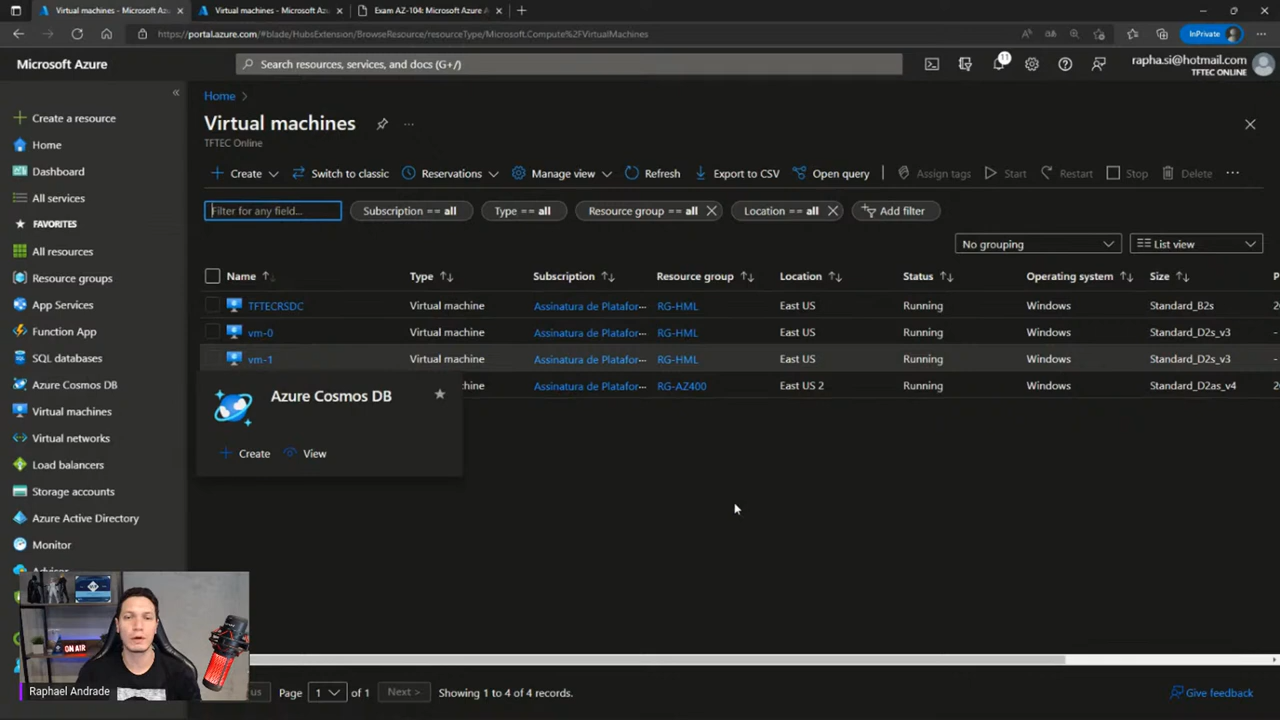 Virtual machines - Microsoft Az
Virtual machines - Microsoft Az
Exam AZ-104: Microsoft Azure A
https://portal.azure.com/#blade/HubsExtension/BrowseResource/resourceType/Microsoft.Compute%2FVirtualMachines
InPrivate
Microsoft Azure
Search resources, services, and docs (G+/)
11
rapha.si@hotmail.com
TFTEC ONLINE
Create a resource
Home
Dashboard
All services
FAVORITES
All resources
Resource groups
App Services
Function App
SQL databases
Azure Cosmos DB
Virtual machines
Virtual networks
Load balancers
Storage accounts
Azure Active Directory
Monitor
Advisor
Home >
Virtual machines
TFTEC Online
Create
Switch to classic
Reservations
Manage view
Refresh
Export to CSV
Open query
Assign tags
Start
Restart
Stop
Delete
Filter for any field...
Subscription == all
Type == all
Resource group == all
Location == all
Add filter
No grouping
List view
Name Type Subscription Resource group Location Status Operating system Size P
TFTECRSDC Virtual machine Assinatura de Platafor... RG-HML East US Running Windows Standard_B2s
vm-0 Virtual machine Assinatura de Platafor... RG-HML East US Running Windows Standard_D2s_v3 -
vm-1 Virtual machine Assinatura de Platafor... RG-HML East US Running Windows Standard_D2s_v3 -
machine Assinatura de Platafor... RG-AZ400 East US 2 Running Windows Standard_D2as_v4
Azure Cosmos DB
Create
View
ON AIR
Raphael Andrade
us
Page 1 of 1
Next >
Showing 1 to 4 of 4 records.
Give feedback